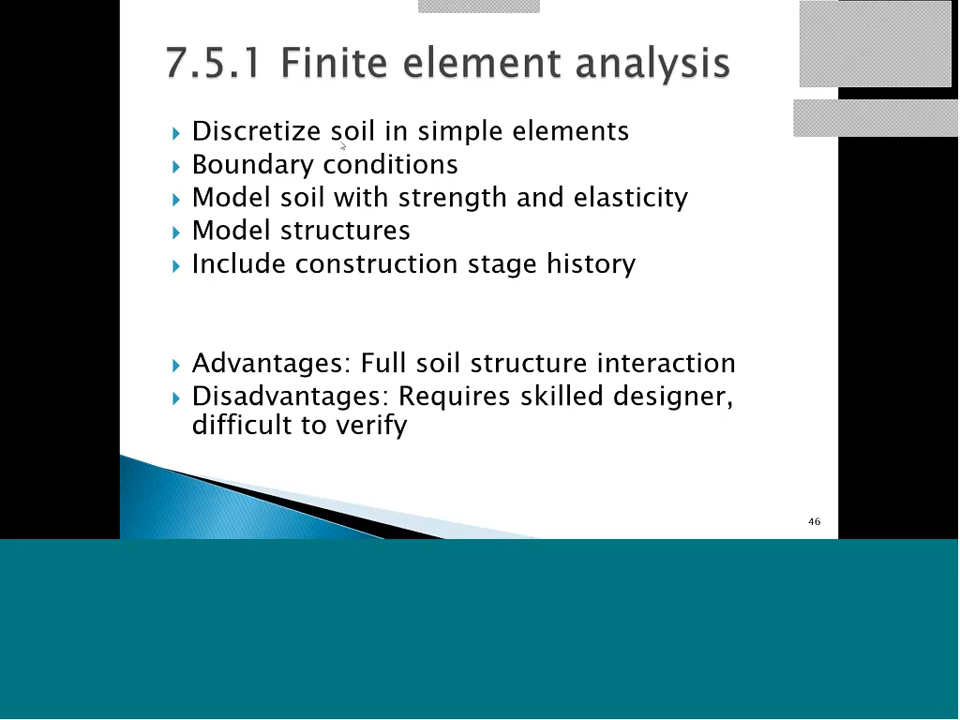 7.5.1 Finite element analysis
Discretize soil in simple elements
Boundary conditions
Model soil with strength and elasticity
Model structures
Include construction stage history
Advantages: Full soil structure interaction
Disadvantages: Requires skilled designer,
difficult to verify
46